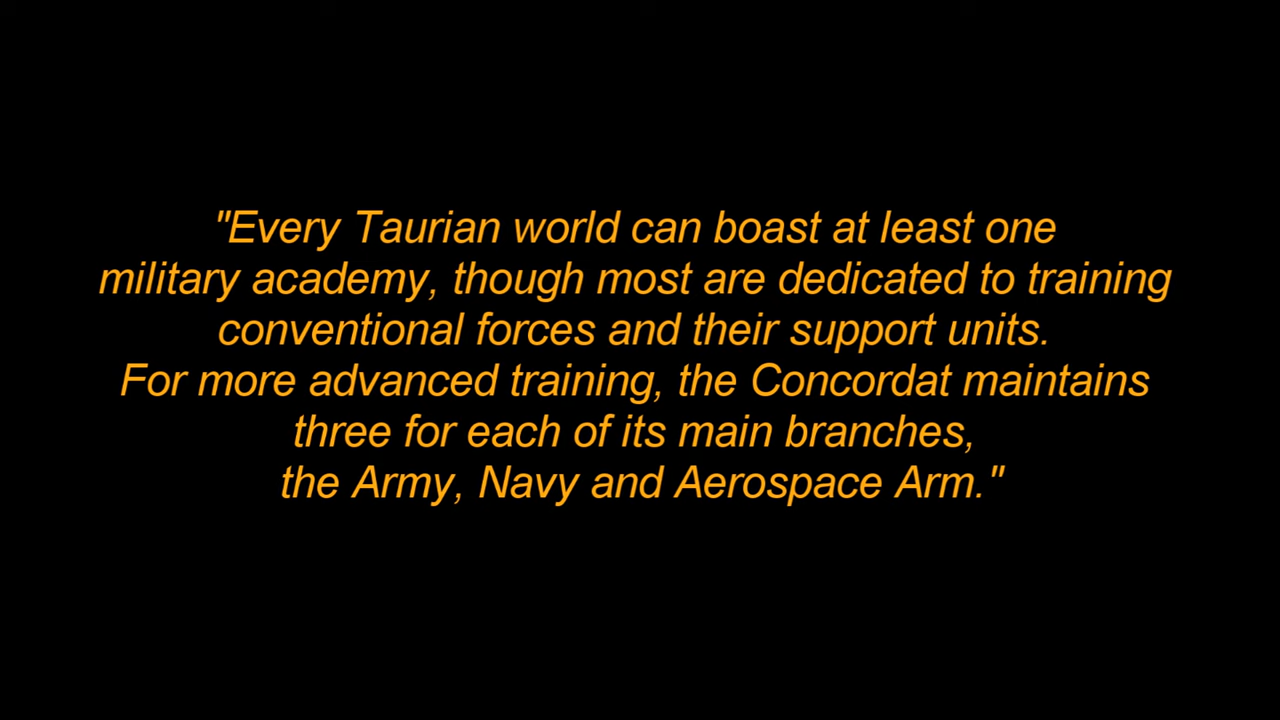 "Every Taurian world can boast at least one
military academy, though most are dedicated to training
conventional forces and their support units.
For more advanced training, the Concordat maintains
three for each of its main branches,
the Army, Navy and Aerospace Arm."